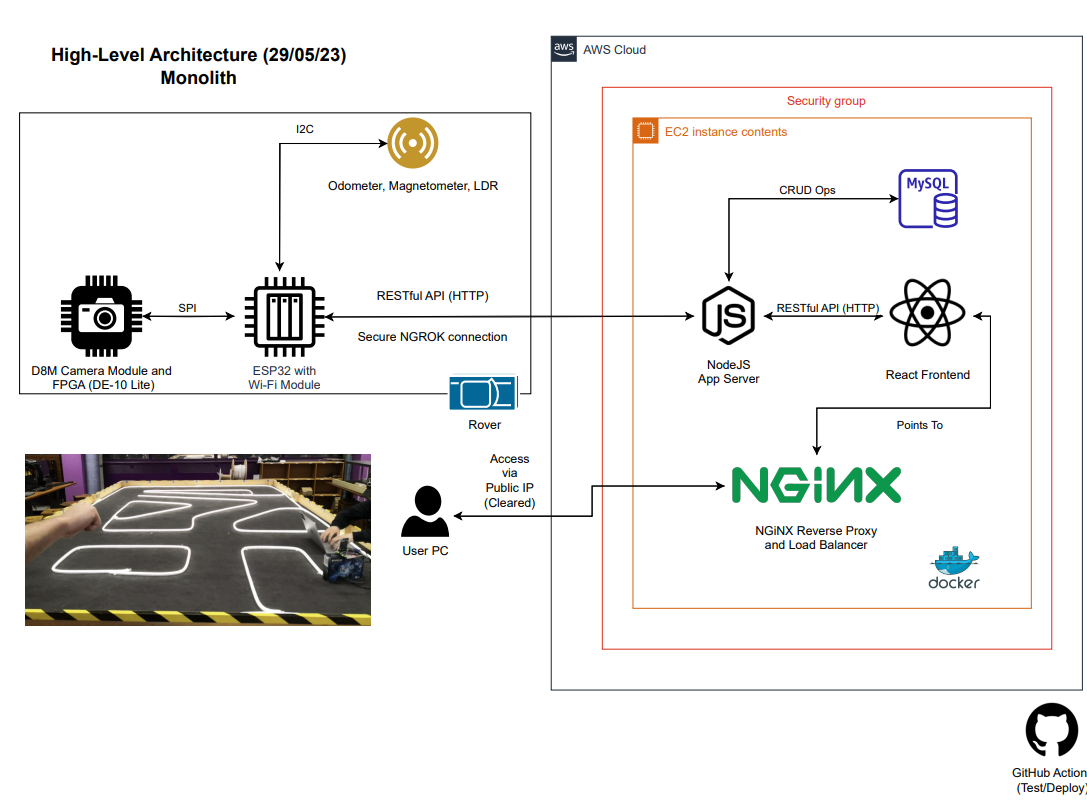 High-Level Architecture (29/05/23)
Monolith
I2C
Odometer, Magnetometer, LDR
SPI
D8M Camera Module and
FPGA (DE-10 Lite)
ESP32 with
Wi-Fi Module
RESTful API (HTTP)
Secure NGROK connection
Rover
Access
via
Public IP
(Cleared)
User PC
aws
AWS Cloud
Security group
EC2 instance contents
CRUD Ops
MySQL
JS
NodeJS
App Server
RESTful API (HTTP)
React Frontend
Points To
NGiNX
NGiNX Reverse Proxy
and Load Balancer
docker
GitHub Action
(Test/Deploy)